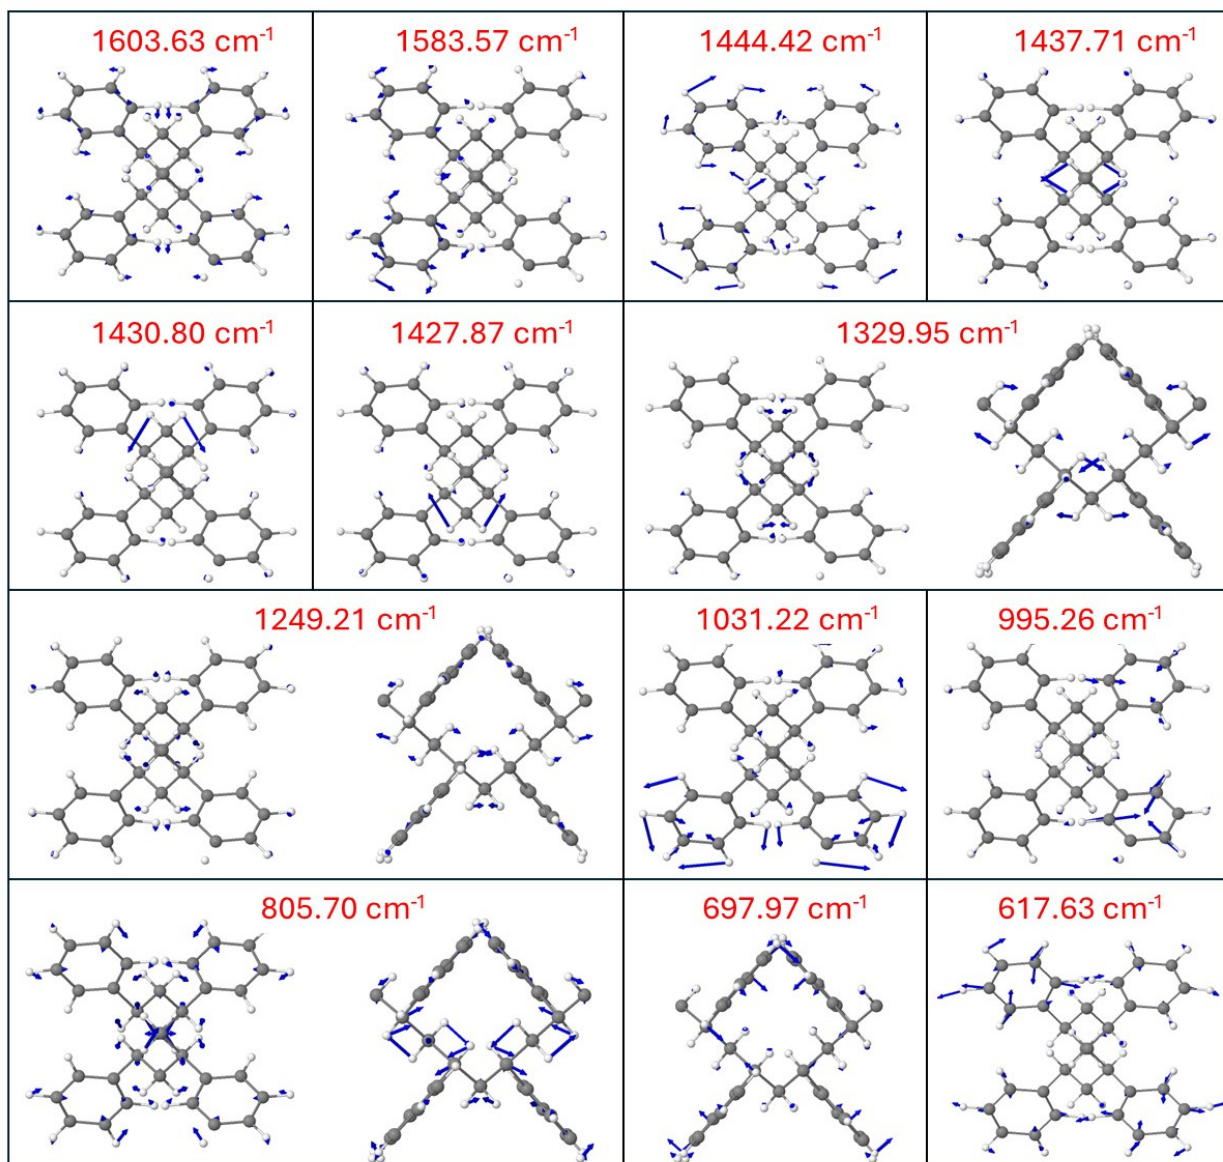 1603.63 cm⁻¹
1583.57 cm⁻¹
1444.42 cm⁻¹
1437.71 cm⁻¹
1430.80 cm⁻¹
1427.87 cm⁻¹
1329.95 cm⁻¹
1249.21 cm⁻¹
1031.22 cm⁻¹
995.26 cm⁻¹
805.70 cm⁻¹
697.97 cm⁻¹
617.63 cm⁻¹